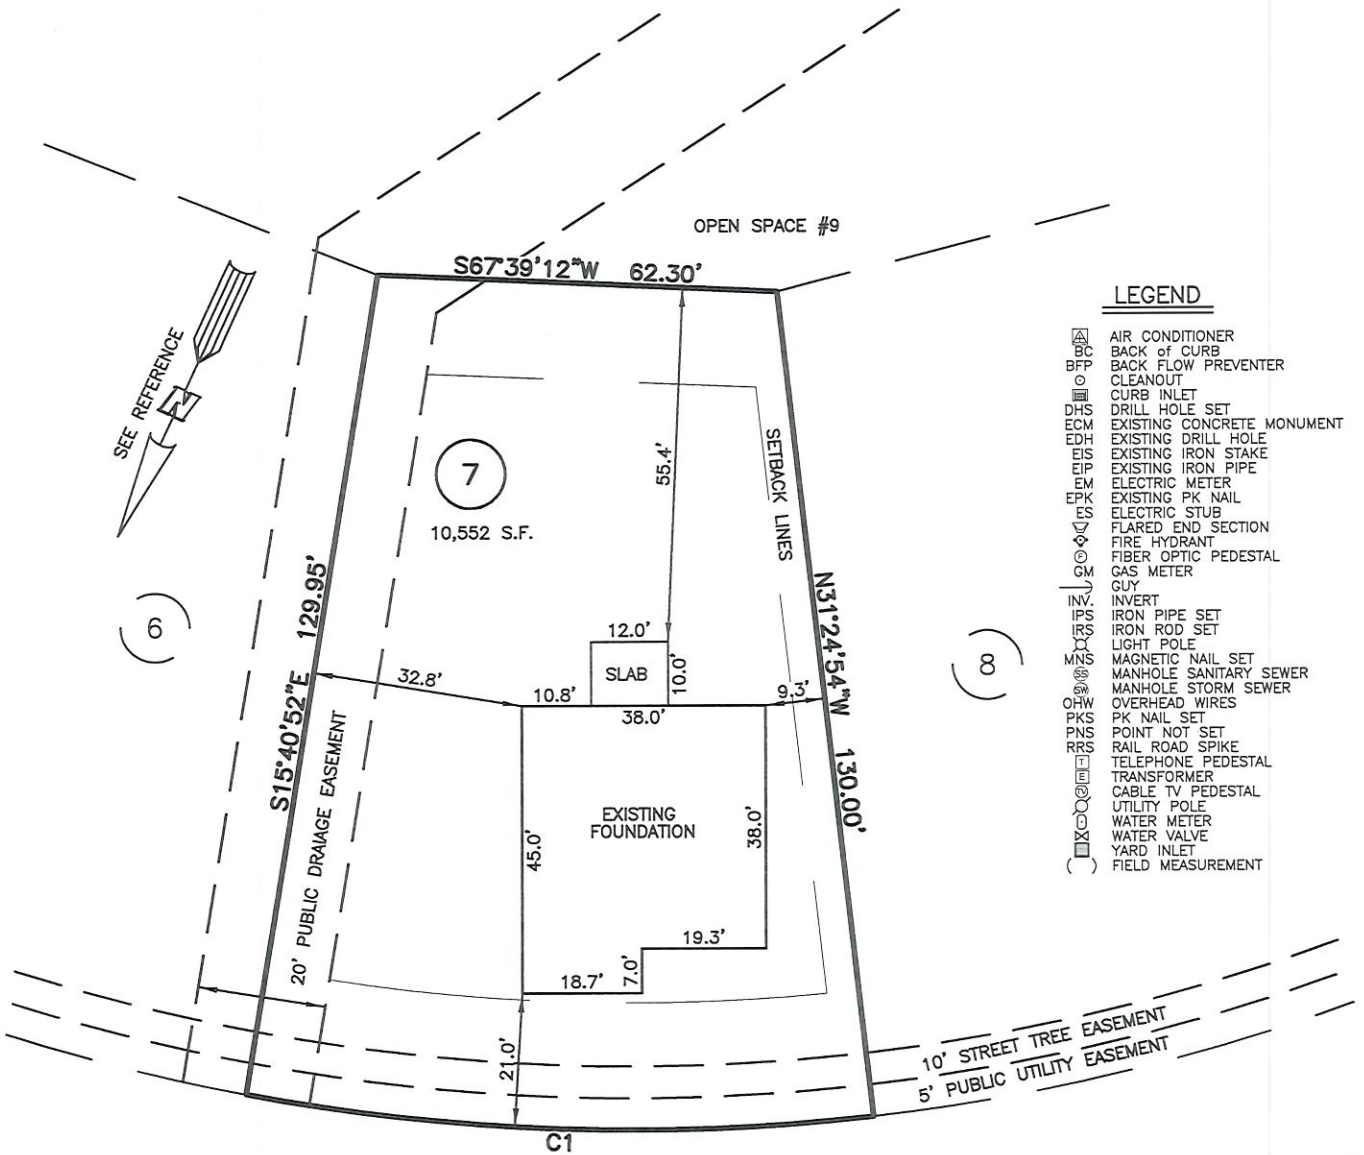 OPEN SPACE #9
S67°39'12"W 62.30'
SEE REFERENCE
N
7
10,552 S.F.
55.4'
SETBACK LINES
S15°40'52"E 129.95'
N31°24'54"W 130.00'
6
8
12.0'
SLAB
10.0'
32.8'
10.8'
9.3'
38.0'
EXISTING
FOUNDATION
45.0'
38.0'
19.3'
7.0'
18.7'
20' PUBLIC DRAIAGE EASEMENT
21.0'
C1
10' STREET TREE EASEMENT
5' PUBLIC UTILITY EASEMENT
LEGEND
A AIR CONDITIONER
BC BACK of CURB
BFP BACK FLOW PREVENTER
CLEANOUT
CURB INLET
DHS DRILL HOLE SET
ECM EXISTING CONCRETE MONUMENT
EDH EXISTING DRILL HOLE
EIS EXISTING IRON STAKE
EIP EXISTING IRON PIPE
EM ELECTRIC METER
EPK EXISTING PK NAIL
ES ELECTRIC STUB
FLARED END SECTION
FIRE HYDRANT
F FIBER OPTIC PEDESTAL
GM GAS METER
GUY
INV. INVERT
IPS IRON PIPE SET
IRS IRON ROD SET
LIGHT POLE
MNS MAGNETIC NAIL SET
SS MANHOLE SANITARY SEWER
SW MANHOLE STORM SEWER
OHW OVERHEAD WIRES
PKS PK NAIL SET
PNS POINT NOT SET
RRS RAIL ROAD SPIKE
T TELEPHONE PEDESTAL
E TRANSFORMER
TV CABLE TV PEDESTAL
UTILITY POLE
WATER METER
WATER VALVE
YARD INLET
( ) FIELD MEASUREMENT